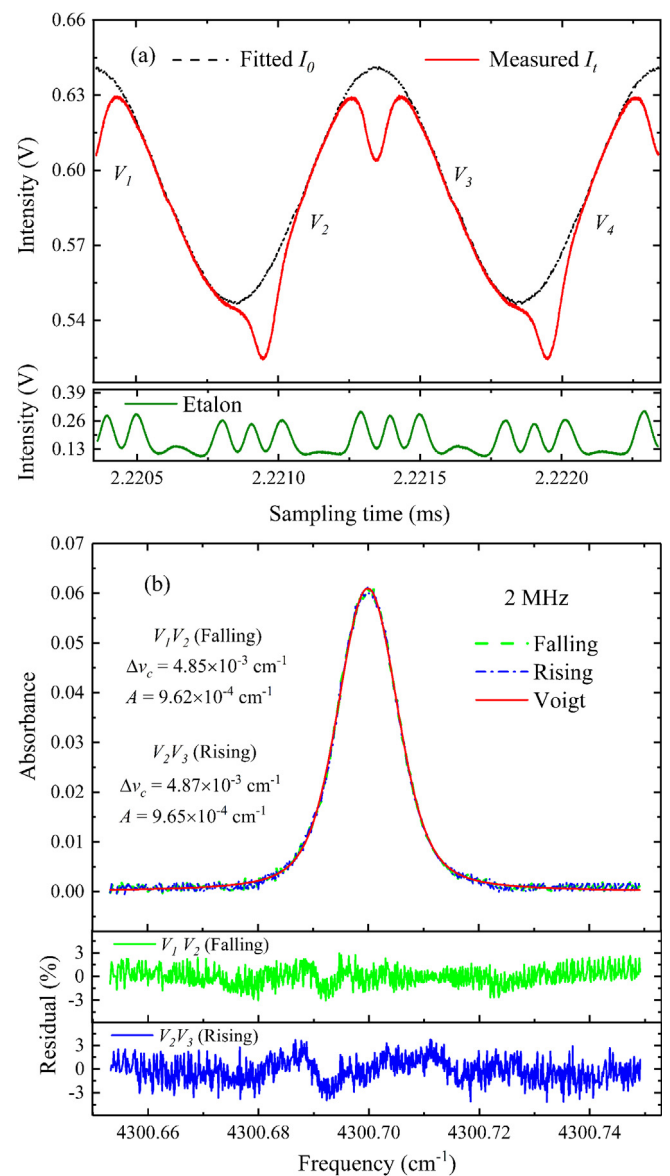 0.66
(a)
Fitted I₀
Measured Iₜ
0.63
0.60
0.57
0.54
Intensity (V)
V₁
V₂
V₃
V₄
0.39
0.26
0.13
Intensity (V)
Etalon
2.2205
2.2210
2.2215
2.2220
Sampling time (ms)
0.07
(b)
0.06
0.05
0.04
0.03
0.02
0.01
0.00
Absorbance
2 MHz
Falling
Rising
Voigt
V₁V₂ (Falling)
Δν_c = 4.85×10⁻³ cm⁻¹
A = 9.62×10⁻⁴ cm⁻¹
V₂V₃ (Rising)
Δν_c = 4.87×10⁻³ cm⁻¹
A = 9.65×10⁻⁴ cm⁻¹
V₁ V₂ (Falling)
3
0
-3
V₂V₃ (Rising)
3
0
-3
Residual (%)
4300.66
4300.68
4300.70
4300.72
4300.74
Frequency (cm⁻¹)